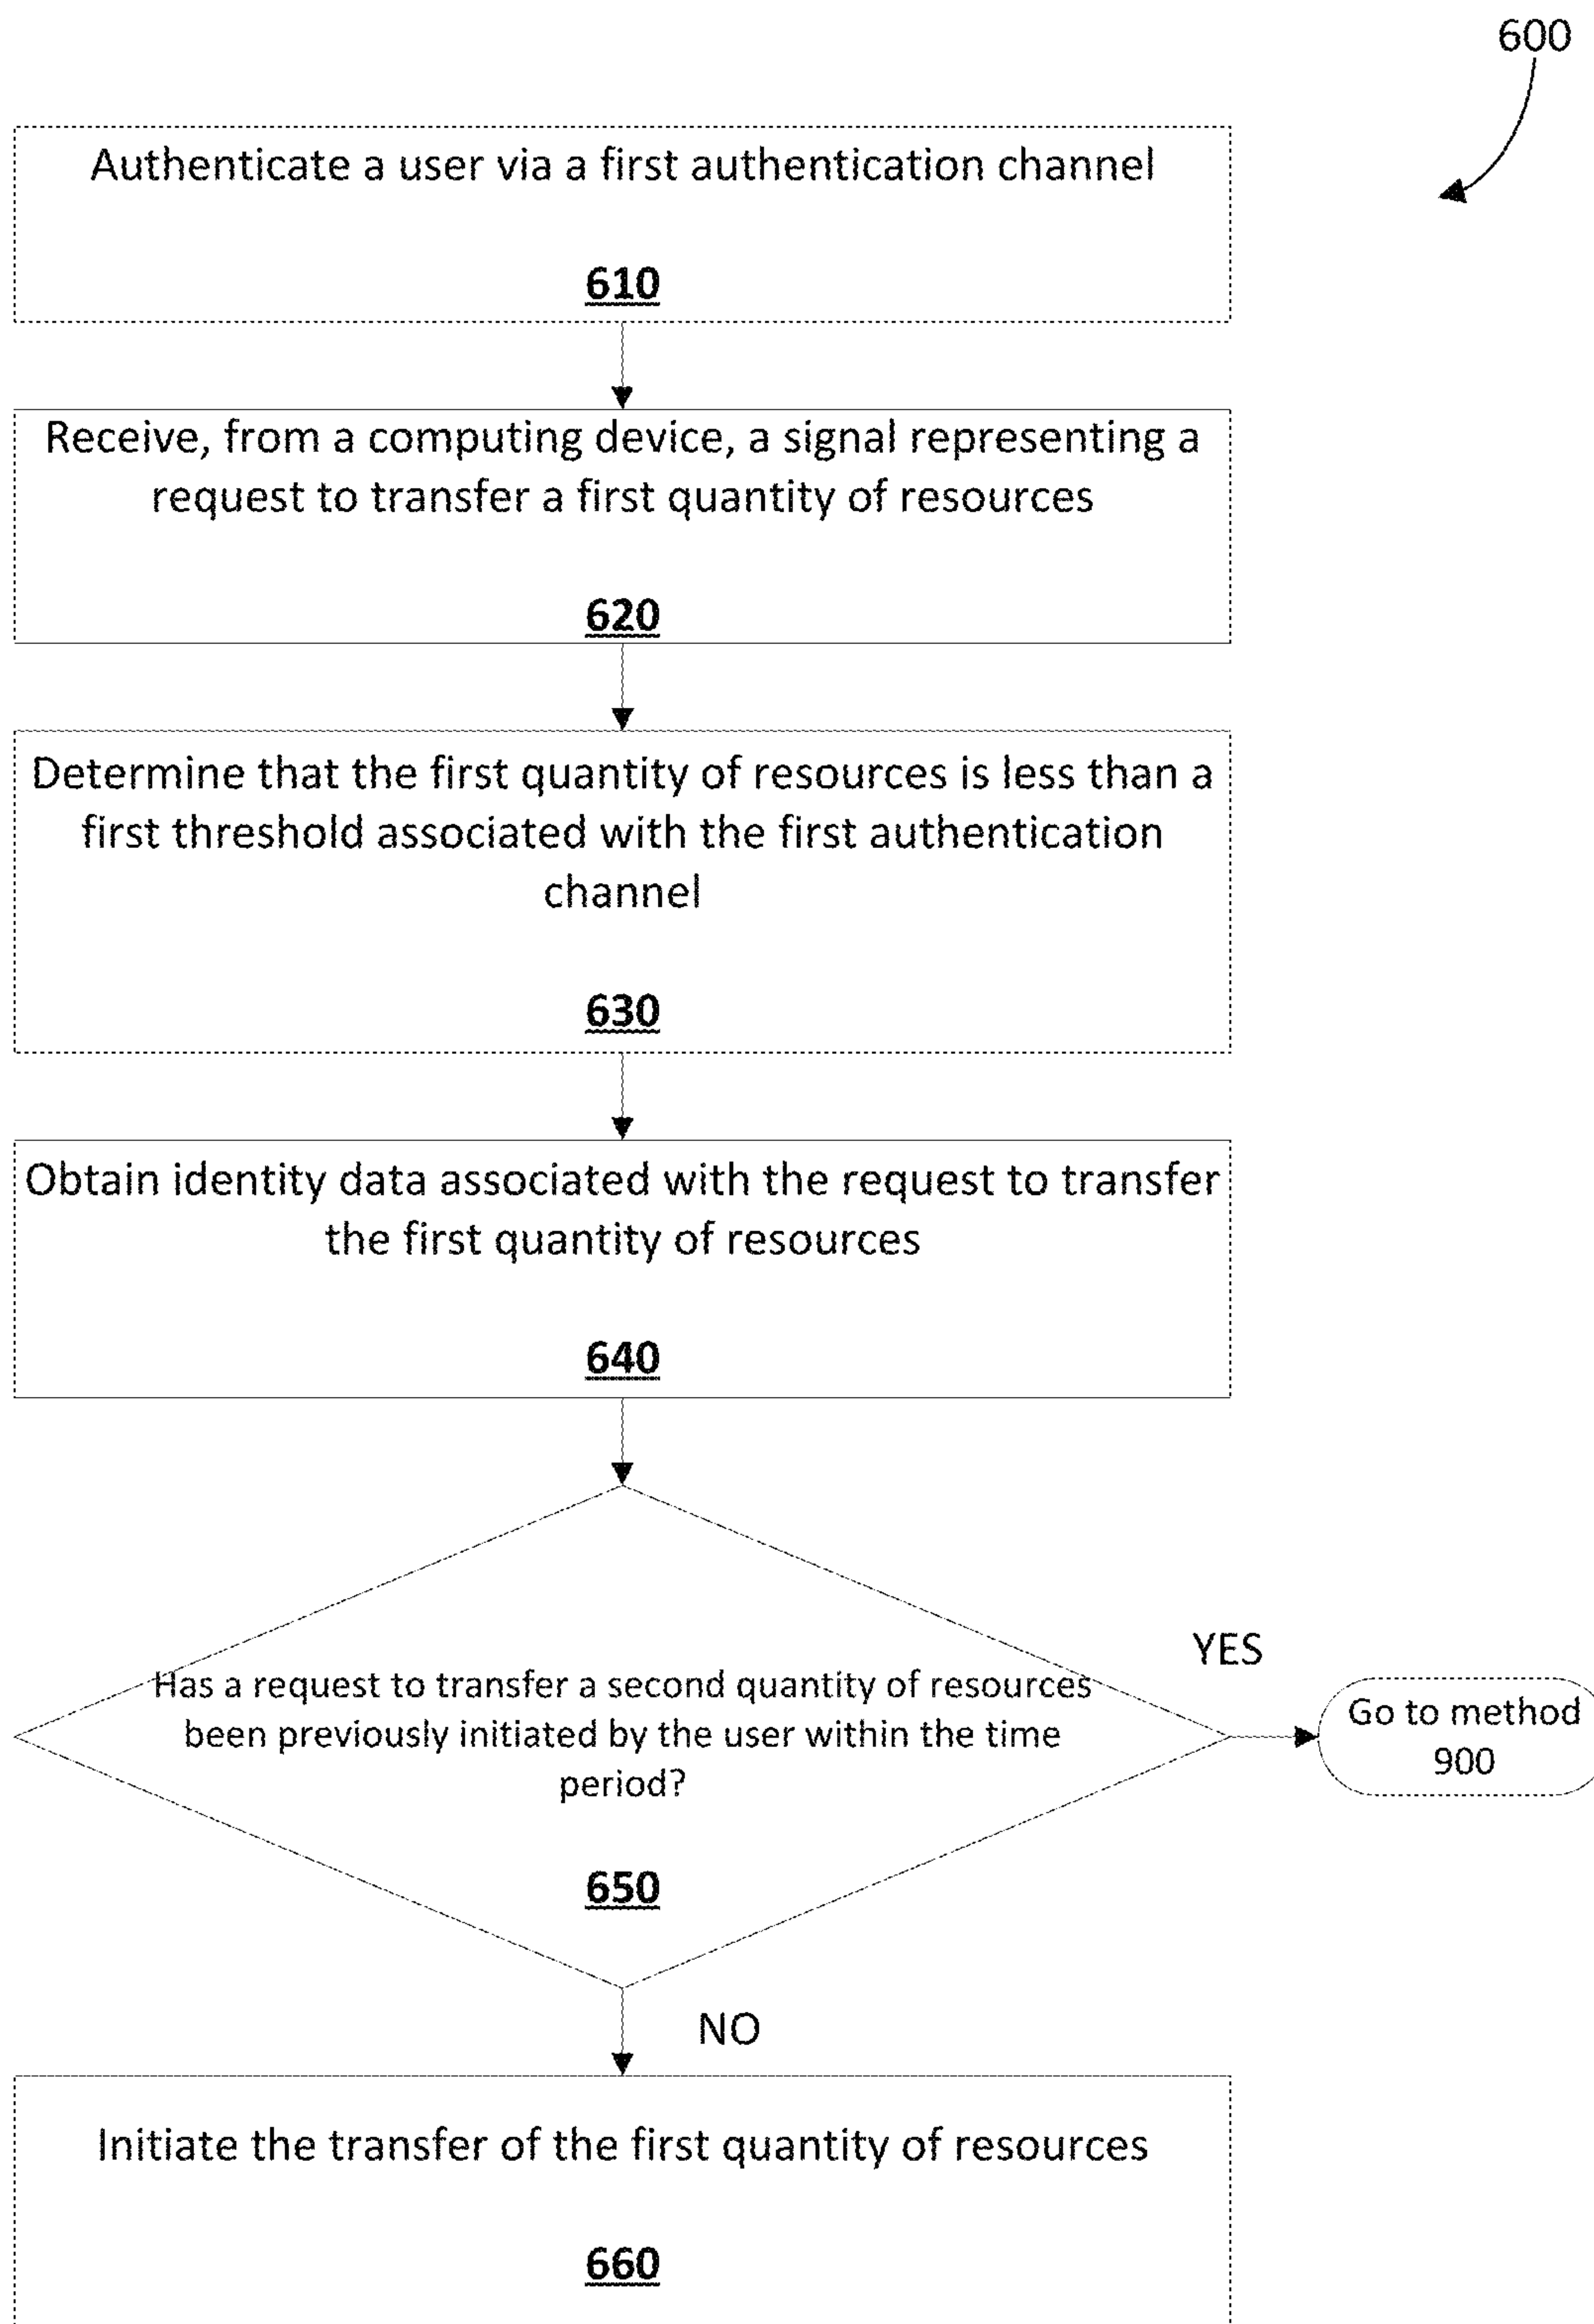 600
Authenticate a user via a first authentication channel
610
Receive, from a computing device, a signal representing a
request to transfer a first quantity of resources
620
Determine that the first quantity of resources is less than a
first threshold associated with the first authentication
channel
630
Obtain identity data associated with the request to transfer
the first quantity of resources
640
Has a request to transfer a second quantity of resources
been previously initiated by the user within the time
period?
650
YES
Go to method
900
NO
Initiate the transfer of the first quantity of resources
660